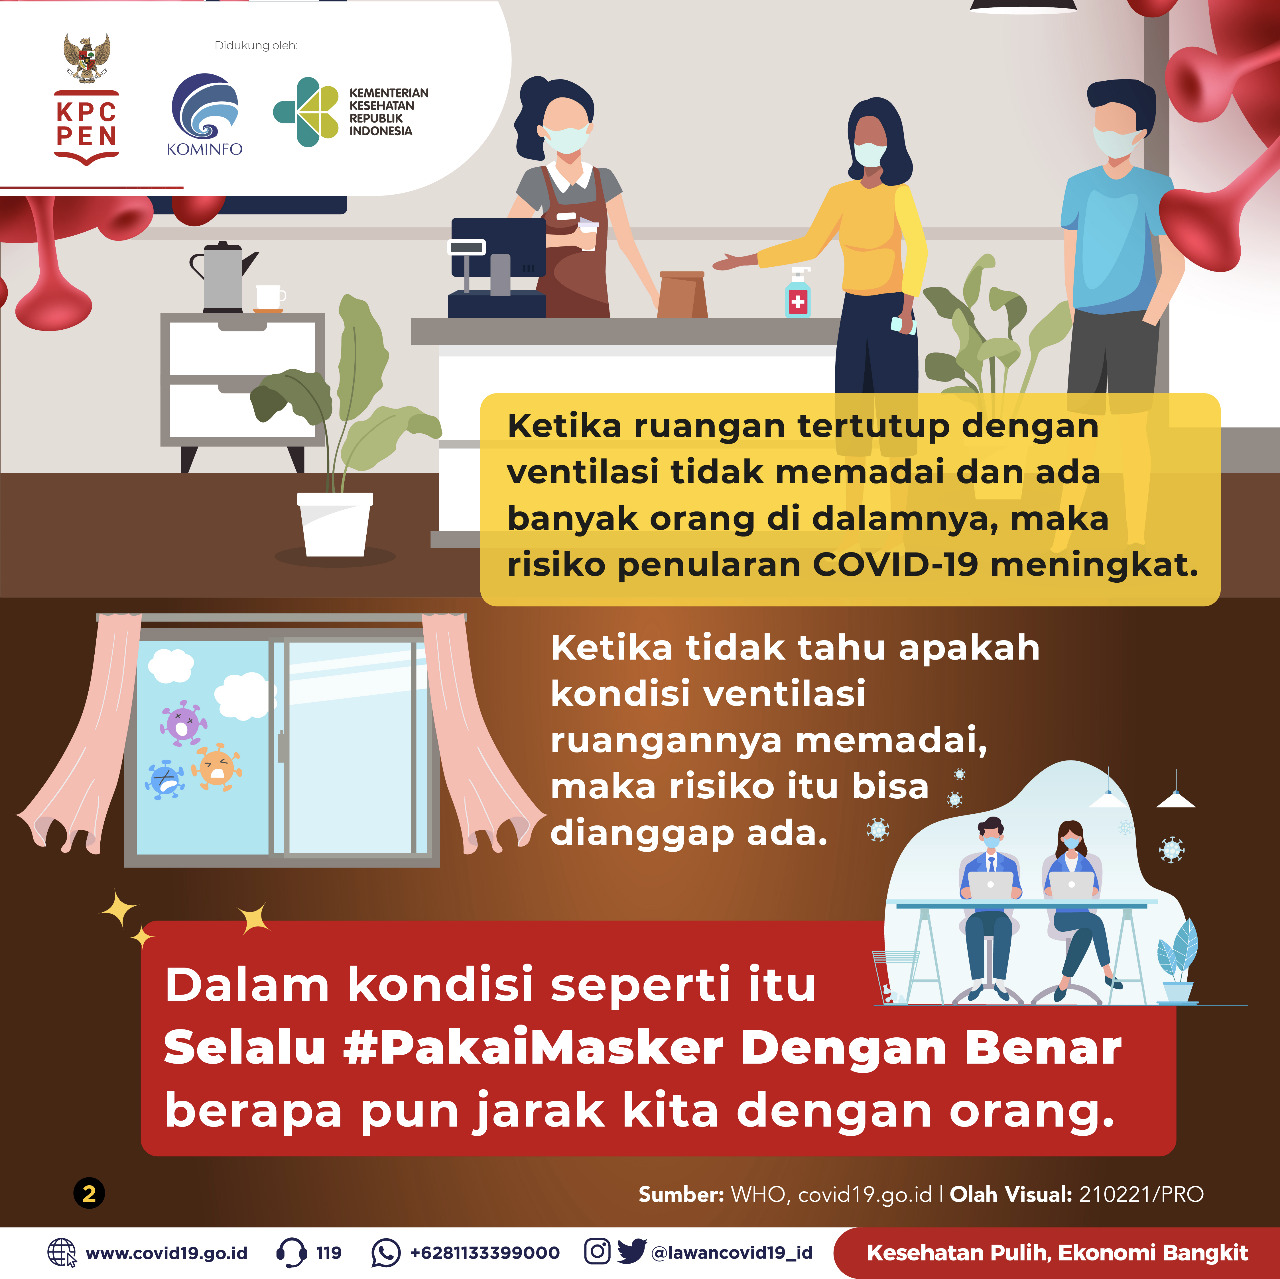 Didukung oleh:
KPC
PEN
KOMINFO
KEMENTERIAN
KESEHATAN
REPUBLIK
INDONESIA
Ketika ruangan tertutup dengan
ventilasi tidak memadai dan ada
banyak orang di dalamnya, maka
risiko penularan COVID-19 meningkat.
Ketika tidak tahu apakah
kondisi ventilasi
ruangannya memadai,
maka risiko itu bisa
dianggap ada.
Dalam kondisi seperti itu
Selalu #PakaiMasker Dengan Benar
berapa pun jarak kita dengan orang.
2
Sumber: WHO, covid19.go.id | Olah Visual: 210221/PRO
www.covid19.go.id 119 +6281133399000 @lawancovid19_id Kesehatan Pulih, Ekonomi Bangkit